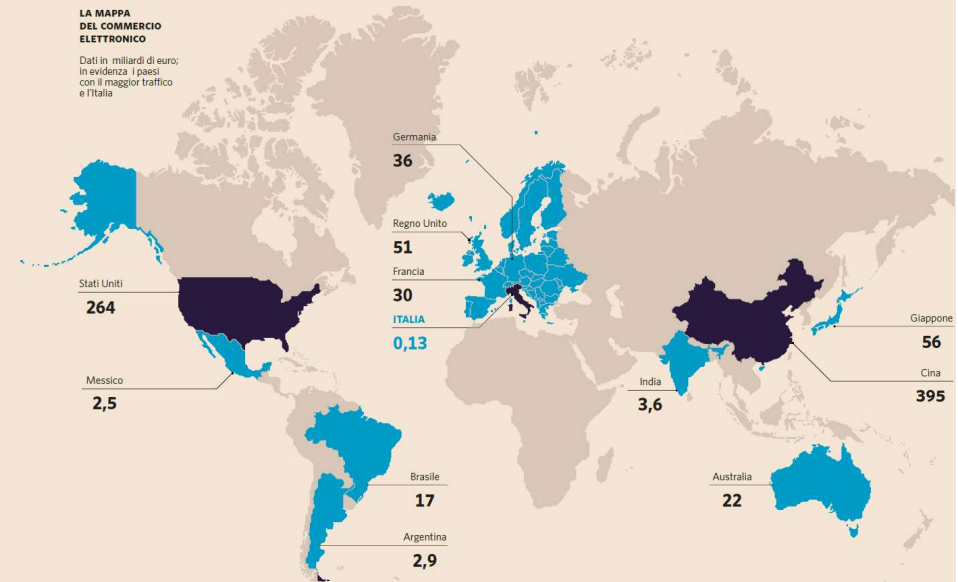 LA MAPPA
DEL COMMERCIO
ELETTRONICO
Dati in miliardi di euro;
in evidenza i paesi
con il maggior traffico
e l'Italia
Germania
36
Regno Unito
51
Francia
30
ITALIA
0,13
Stati Uniti
264
Messico
2,5
Brasile
17
Argentina
2,9
India
3,6
Giappone
56
Cina
395
Australia
22